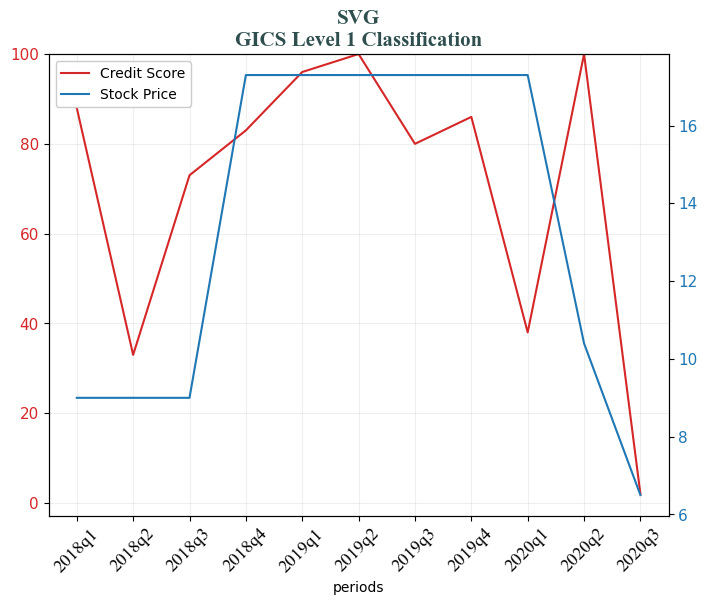 SVG
GICS Level 1 Classification
Credit Score
Stock Price
100
80
60
40
20
0
16
14
12
10
8
6
2018q1
2018q2
2018q3
2018q4
2019q1
2019q2
2019q3
2019q4
2020q1
2020q2
2020q3
periods